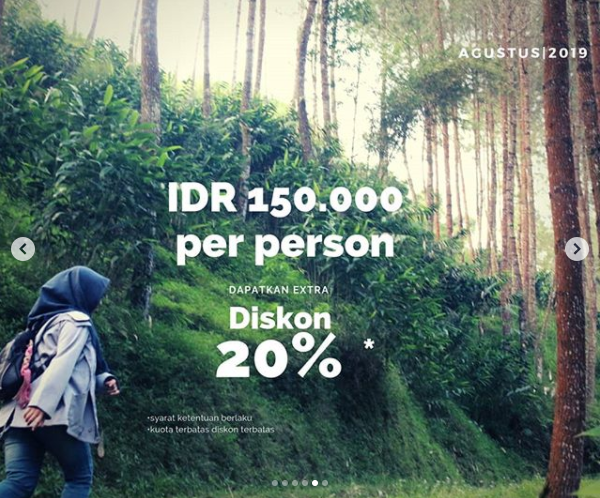 AGUSTUS|2019
IDR 150.000
per person
DAPATKAN EXTRA
Diskon
20% *
*syarat ketentuan berlaku
*kuota terbatas diskon terbatas